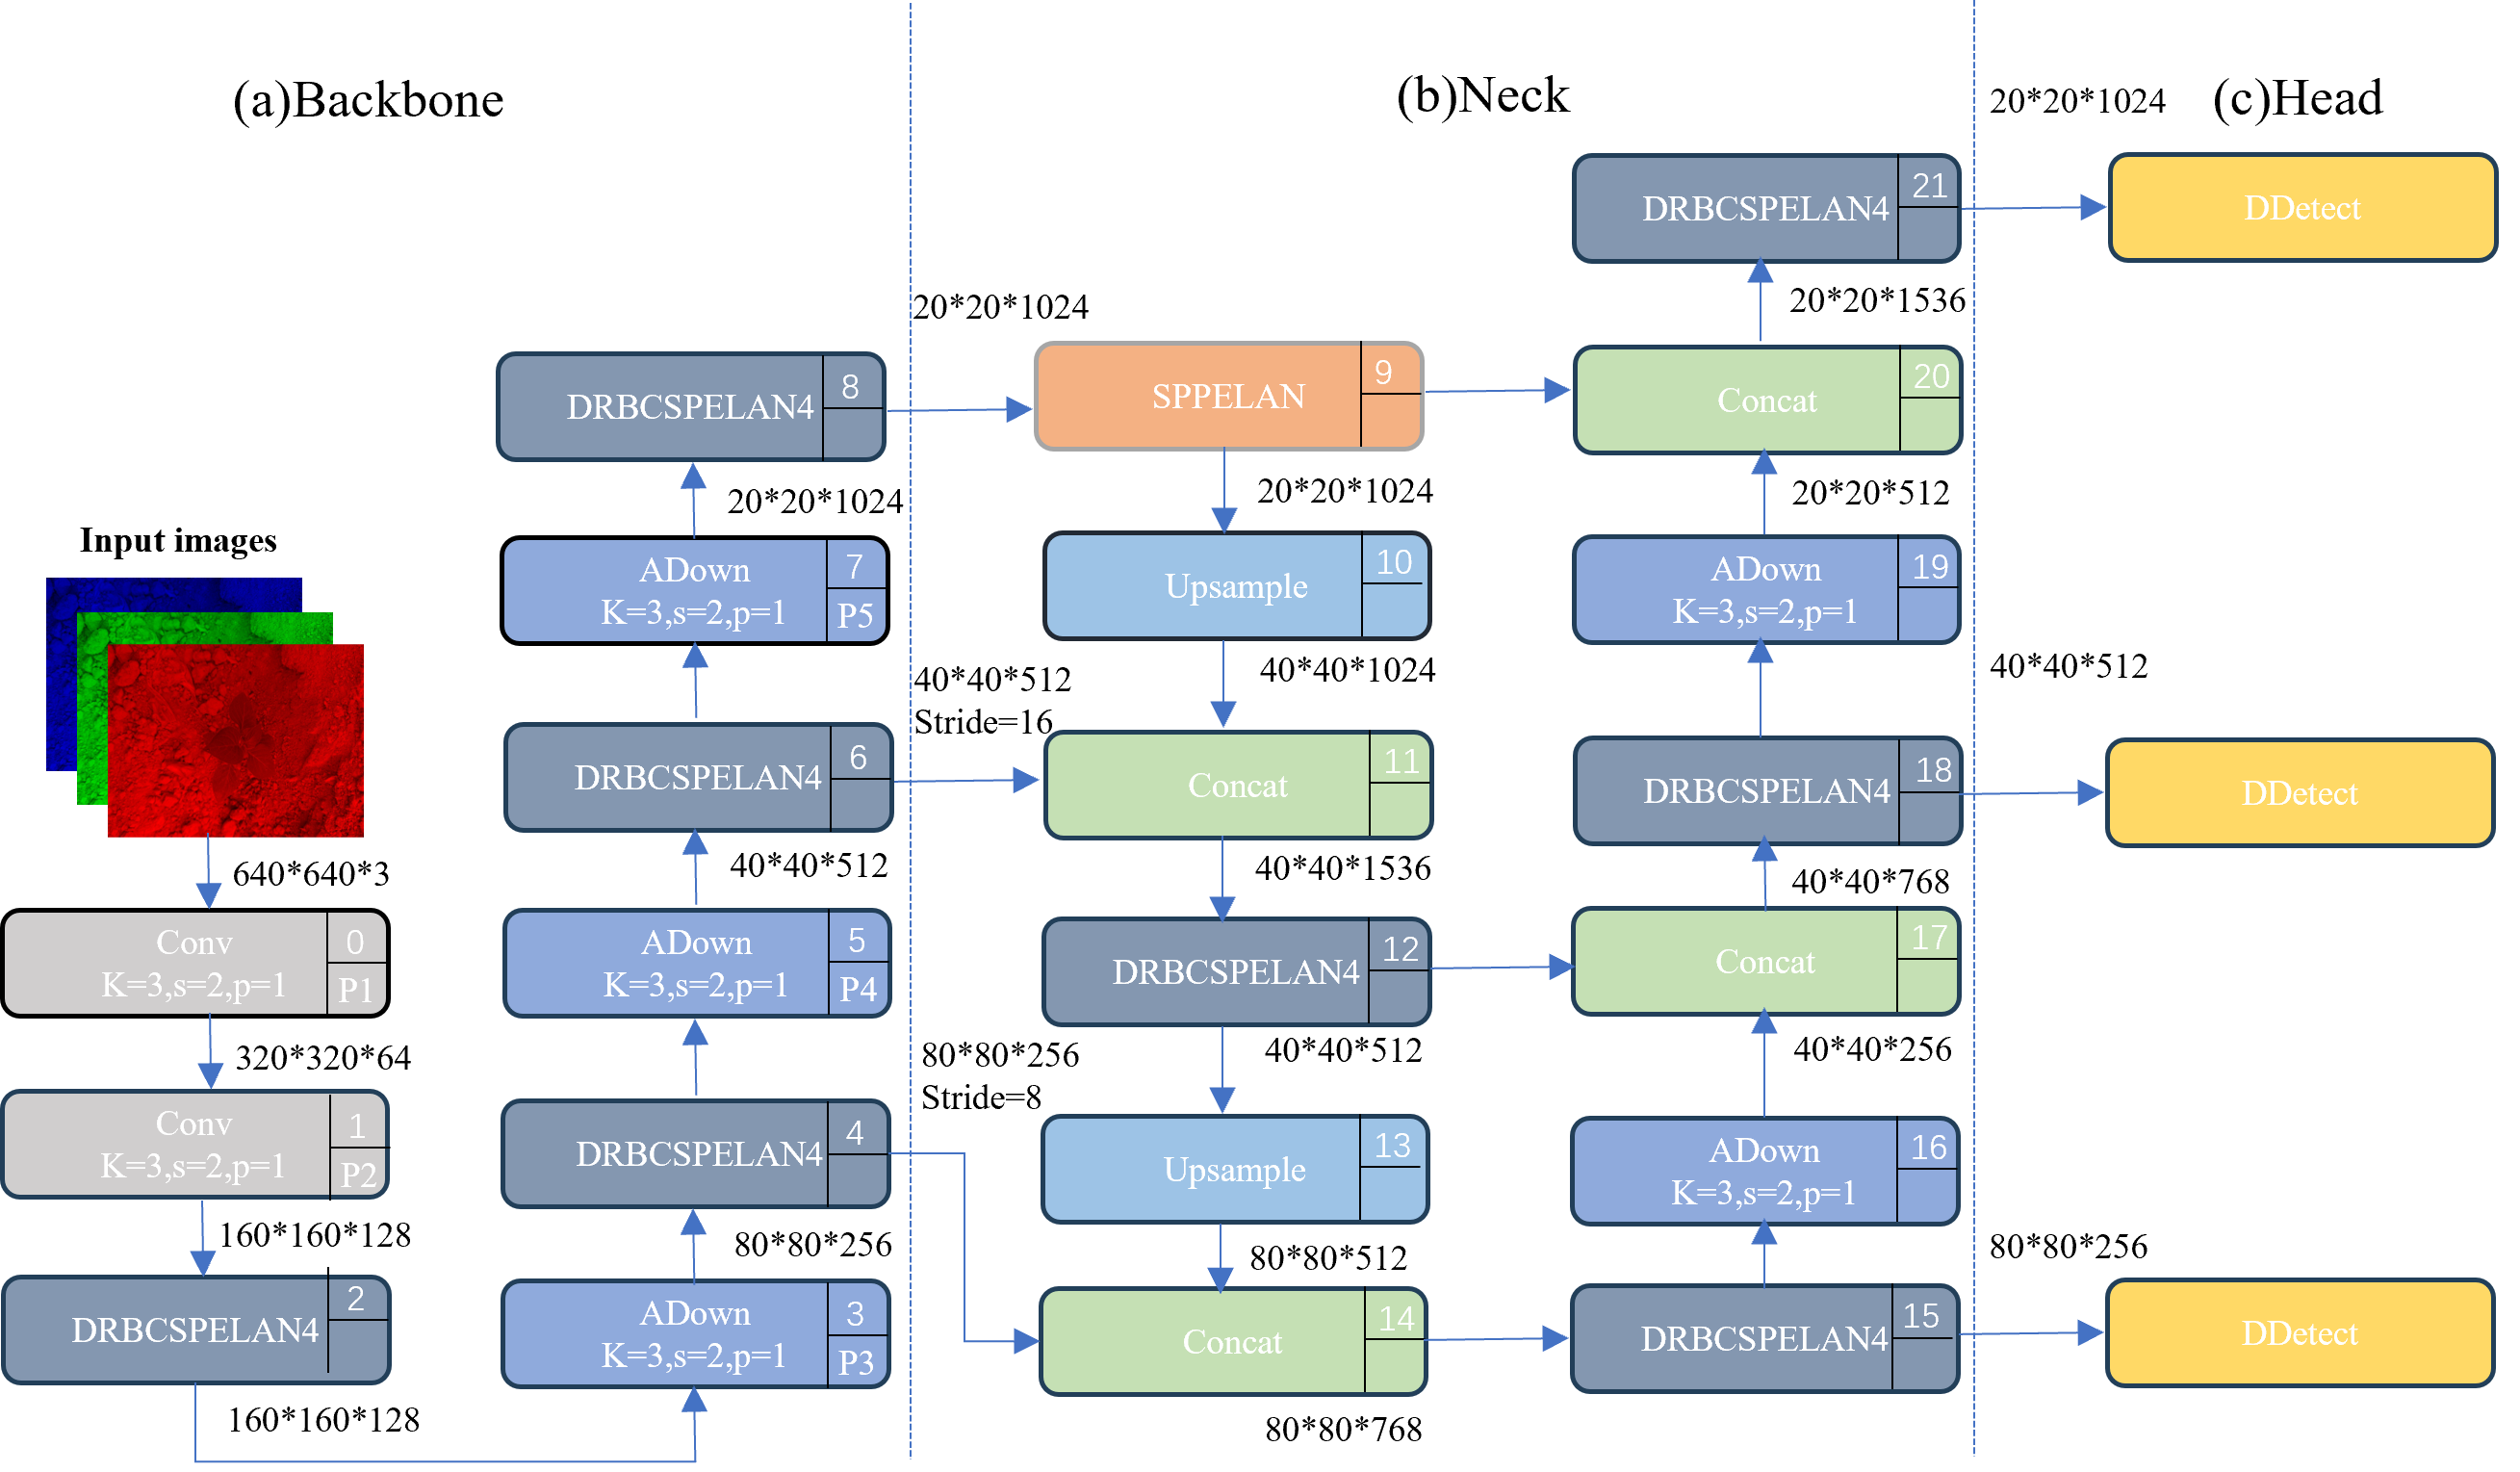 (a)Backbone
(b)Neck
(c)Head
Input images
640*640*3
Conv
K=3,s=2,p=1
0
P1
320*320*64
Conv
K=3,s=2,p=1
1
P2
160*160*128
DRBCSPELAN4
2
160*160*128
ADown
K=3,s=2,p=1
3
P3
80*80*256
DRBCSPELAN4
4
80*80*256
Stride=8
ADown
K=3,s=2,p=1
5
P4
40*40*512
DRBCSPELAN4
6
40*40*512
Stride=16
ADown
K=3,s=2,p=1
7
P5
20*20*1024
DRBCSPELAN4
8
20*20*1024
SPPELAN
9
20*20*1024
Upsample
10
40*40*1024
Concat
11
40*40*1536
DRBCSPELAN4
12
40*40*512
Upsample
13
80*80*512
Concat
14
80*80*768
DRBCSPELAN4
15
80*80*256
DDetect
ADown
K=3,s=2,p=1
16
40*40*256
Concat
17
40*40*768
DRBCSPELAN4
18
40*40*512
DDetect
ADown
K=3,s=2,p=1
19
20*20*512
Concat
20
20*20*1536
DRBCSPELAN4
21
20*20*1024
DDetect